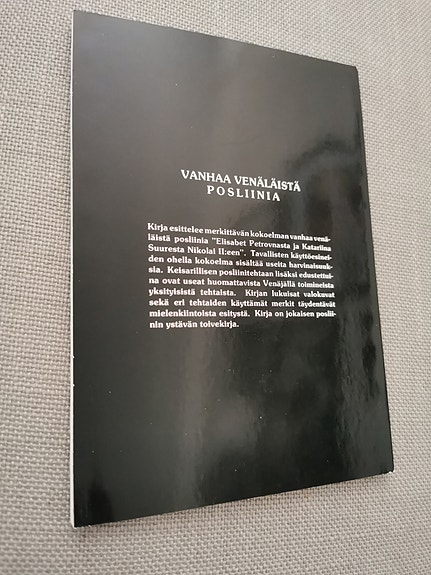 VANHAA VENÄLÄISTÄ
POSLIINIA
Kirja esittelee merkittävän kokoelman vanhaa venä-
läistä posliinia "Elisabet Petrovnasta ja Katariina
Suuresta Nikolai II:een". Tavallisten käyttöesinei-
den ohella kokoelma sisältää useita harvinaisuuk-
sia. Keisarillisen posliinitehtaan lisäksi edustettui-
na ovat useat huomattavista Venäjällä toimineista
yksityisistä tehtaista. Kirjan lukuisat valokuvat
sekä eri tehtaiden käyttämät merkit täydentävät
mielenkiintoista esitystä. Kirja on jokaisen poslii-
nin ystävän toivekirja.